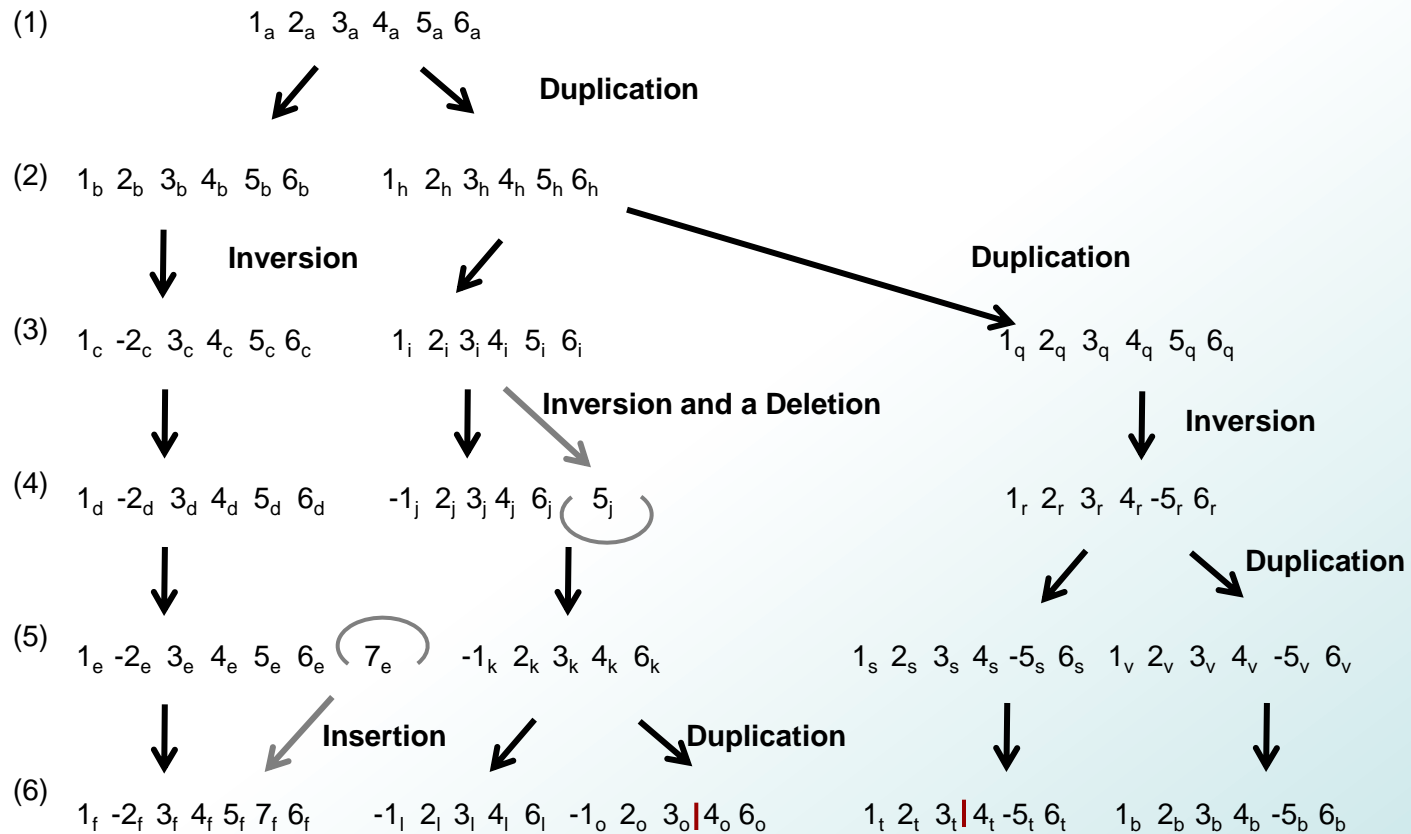 (1) 1a 2a 3a 4a 5a 6a
Duplication
(2) 1b 2b 3b 4b 5b 6b 1h 2h 3h 4h 5h 6h
Inversion Duplication
(3) 1c -2c 3c 4c 5c 6c 1i 2i 3i 4i 5i 6i 1q 2q 3q 4q 5q 6q
Inversion and a Deletion Inversion
(4) 1d -2d 3d 4d 5d 6d -1j 2j 3j 4j 6j 5j 1r 2r 3r 4r -5r 6r
Duplication
(5) 1e -2e 3e 4e 5e 6e 7e -1k 2k 3k 4k 6k 1s 2s 3s 4s -5s 6s 1v 2v 3v 4v -5v 6v
Insertion Duplication
(6) 1f -2f 3f 4f 5f 7f 6f -1l 2l 3l 4l 6l -1o 2o 3o | 4o 6o 1t 2t 3t | 4t -5t 6t 1b 2b 3b 4b -5b 6b